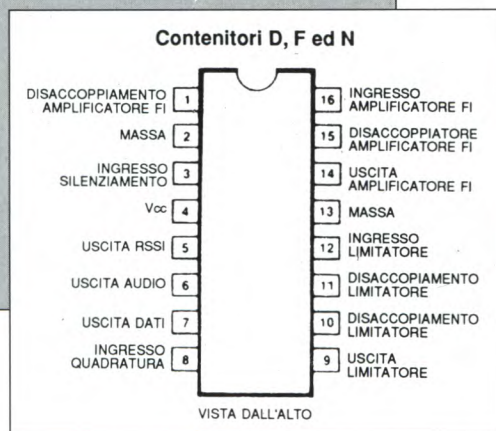 Contenitori D, F ed N
DISACCOPPIAMENTO
AMPLIFICATORE FI
1
MASSA
2
INGRESSO
SILENZIAMENTO
3
Vcc
4
USCITA RSSI
5
USCITA AUDIO
6
USCITA DATI
7
INGRESSO
QUADRATURA
8
16
INGRESSO
AMPLIFICATORE FI
15
DISACCOPPIATORE
AMPLIFICATORE FI
14
USCITA
AMPLIFICATORE FI
13
MASSA
12
INGRESSO
LIMITATORE
11
DISACCOPIAMENTO
LIMITATORE
10
DISACCOPIAMENTO
LIMITATORE
9
USCITA
LIMITATORE
VISTA DALL'ALTO